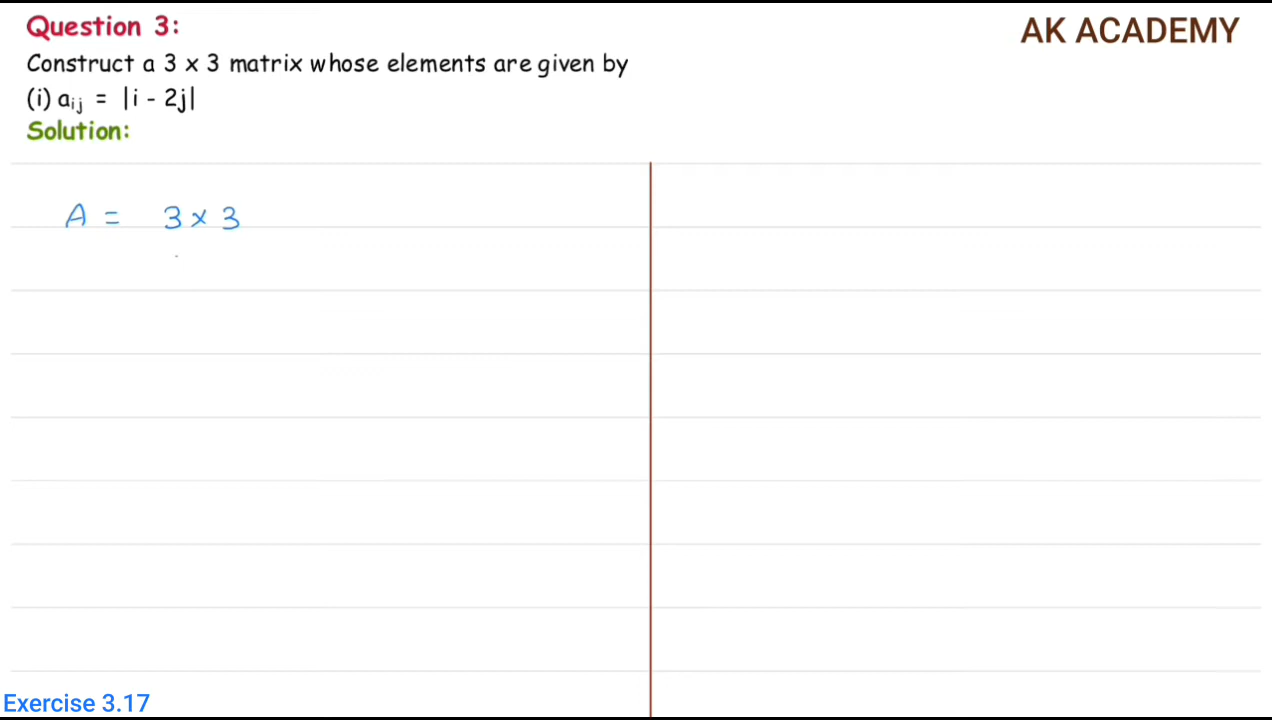 Question 3:
AK ACADEMY
Construct a 3 x 3 matrix whose elements are given by
(i) aᵢⱼ = |i - 2j|
Solution:
A = 3 × 3
Exercise 3.17